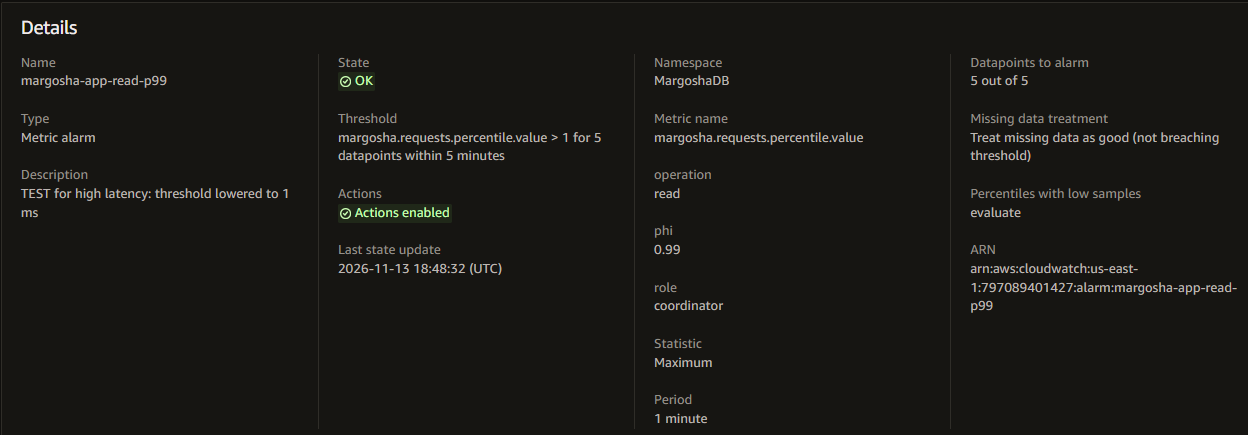 Details
Name
margosha-app-read-p99
Type
Metric alarm
Description
TEST for high latency: threshold lowered to 1
ms
State
OK
Threshold
margosha.requests.percentile.value > 1 for 5
datapoints within 5 minutes
Actions
Actions enabled
Last state update
2026-11-13 18:48:32 (UTC)
Namespace
MargoshaDB
Metric name
margosha.requests.percentile.value
operation
read
phi
0.99
role
coordinator
Statistic
Maximum
Period
1 minute
Datapoints to alarm
5 out of 5
Missing data treatment
Treat missing data as good (not breaching
threshold)
Percentiles with low samples
evaluate
ARN
arn:aws:cloudwatch:us-east-
1:797089401427:alarm:margosha-app-read-
p99